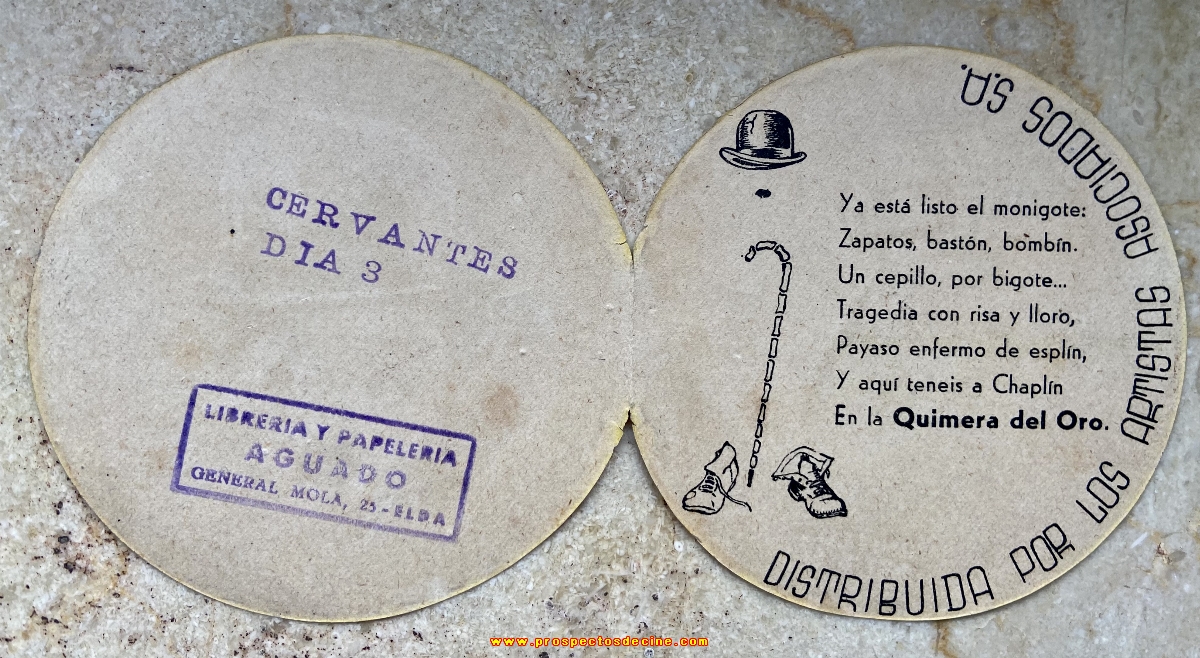 CERVANTES
DIA 3
LIBRERIA Y PAPELERIA
AGUADO
GENERAL MOLA, 25-ELDA
Ya está listo el monigote:
Zapatos, bastón, bombín.
Un cepillo, por bigote...
Tragedia con risa y lloro,
Payaso enfermo de esplín,
Y aquí teneis a Chaplín
En la Quimera del Oro.
DISTRIBUIDA POR LOS ARTISTAS ASOCIADOS S.A.
www.prospectosdecine.com